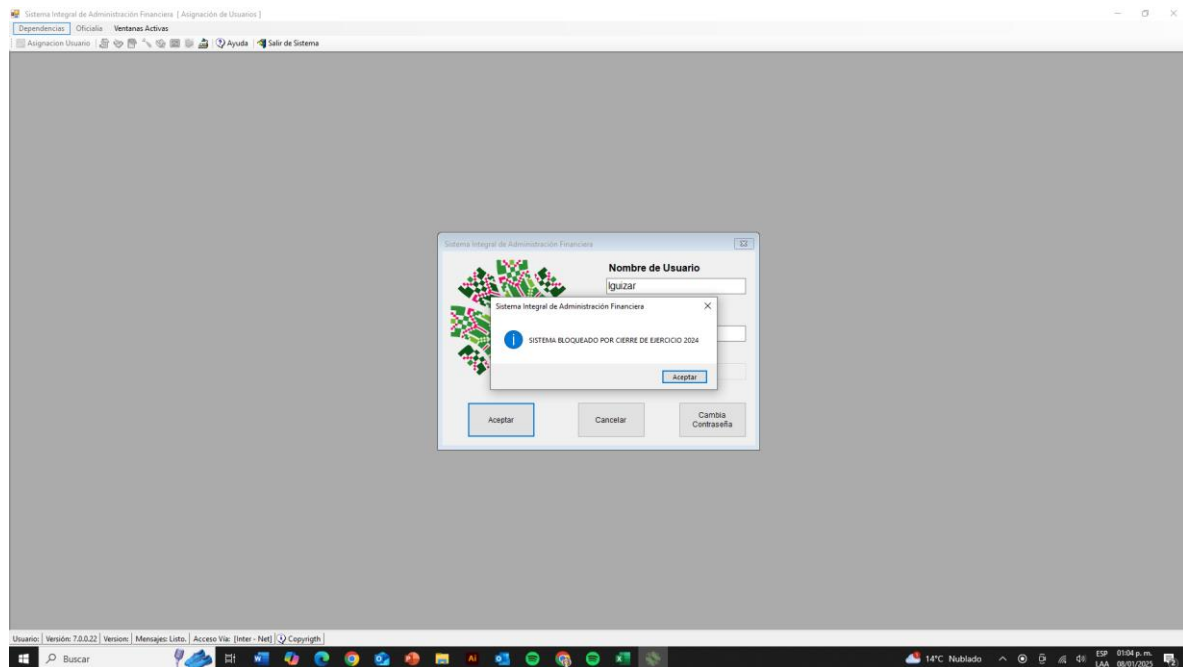 Sistema Integral de Administración Financiera [ Asignación de Usuarios ]
Dependencias Oficialia Ventanas Activas
Asignacion Usuario Ayuda Salir de Sistema
Sistema Integral de Administración Financiera
Nombre de Usuario
lguizar
Sistema Integral de Administración Financiera
SISTEMA BLOQUEADO POR CIERRE DE EJERCICIO 2024
Aceptar
Aceptar Cancelar Cambia
Contraseña
Usuario: Versión: 7.0.0.22 Version: Mensajes: Listo. Acceso Vía: [Inter - Net] Copyrigth
Buscar 14°C Nublado ESP 01:04 p. m.
LAA 08/01/2025